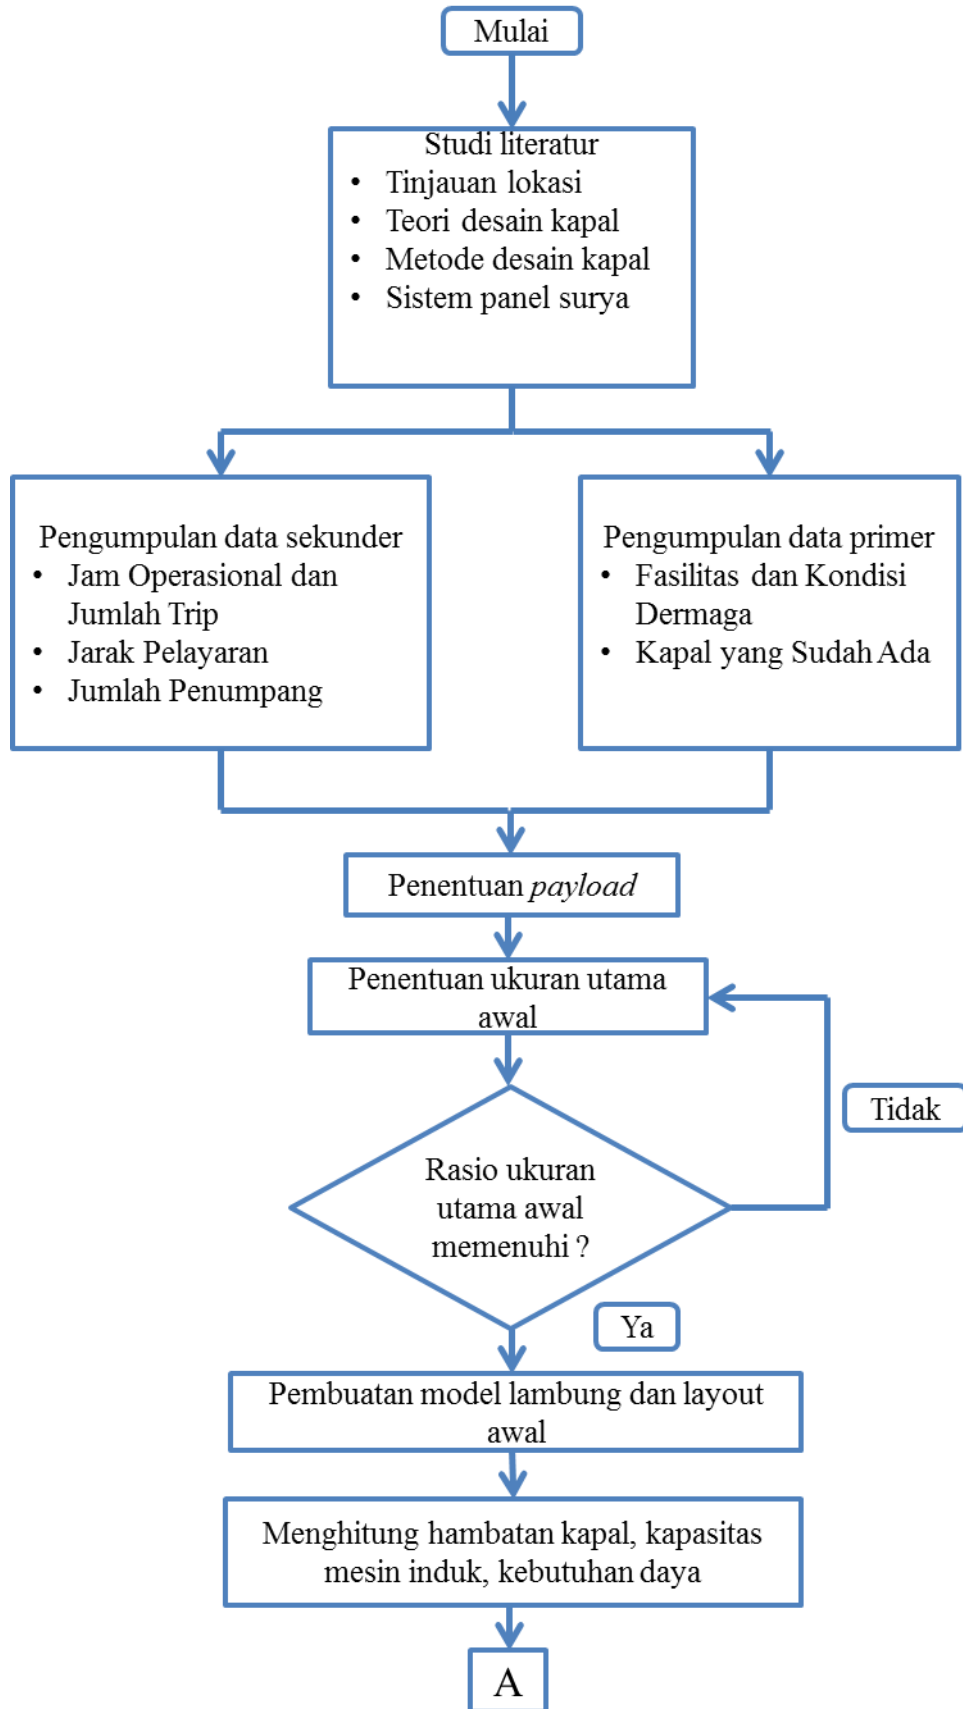 Mulai
Studi literatur
• Tinjauan lokasi
• Teori desain kapal
• Metode desain kapal
• Sistem panel surya
Pengumpulan data sekunder
• Jam Operasional dan
Jumlah Trip
• Jarak Pelayaran
• Jumlah Penumpang
Pengumpulan data primer
• Fasilitas dan Kondisi
Dermaga
• Kapal yang Sudah Ada
Penentuan payload
Penentuan ukuran utama
awal
Tidak
Rasio ukuran
utama awal
memenuhi ?
Ya
Pembuatan model lambung dan layout
awal
Menghitung hambatan kapal, kapasitas
mesin induk, kebutuhan daya
A